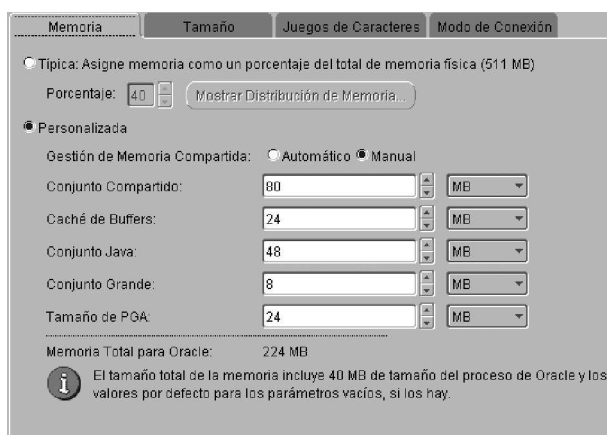 Memoria Tamaño Juegos de Caracteres Modo de Conexión
Típica: Asigne memoria como un porcentaje del total de memoria física (511 MB)
Porcentaje: 40 Mostrar Distribución de Memoria...
Personalizada
Gestión de Memoria Compartida: Automático Manual
Conjunto Compartido: 80 MB
Caché de Buffers: 24 MB
Conjunto Java: 48 MB
Conjunto Grande: 8 MB
Tamaño de PGA: 24 MB
Memoria Total para Oracle: 224 MB
El tamaño total de la memoria incluye 40 MB de tamaño del proceso de Oracle y los
valores por defecto para los parámetros vacíos, si los hay.